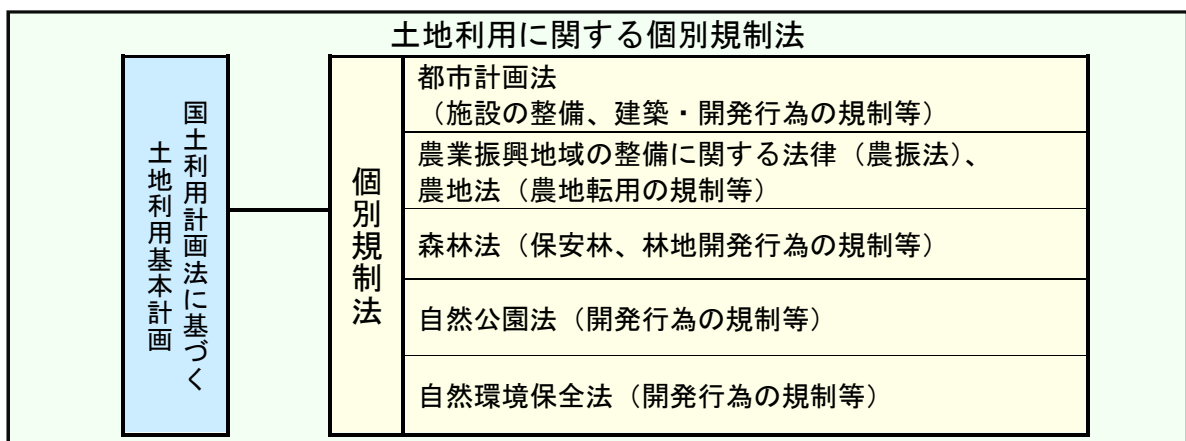 土地利用に関する個別規制法
国土利用計画法に基づく
土地利用基本計画
個別規制法
都市計画法
（施設の整備、建築・開発行為の規制等）
農業振興地域の整備に関する法律（農振法）、
農地法（農地転用の規制等）
森林法（保安林、林地開発行為の規制等）
自然公園法（開発行為の規制等）
自然環境保全法（開発行為の規制等）